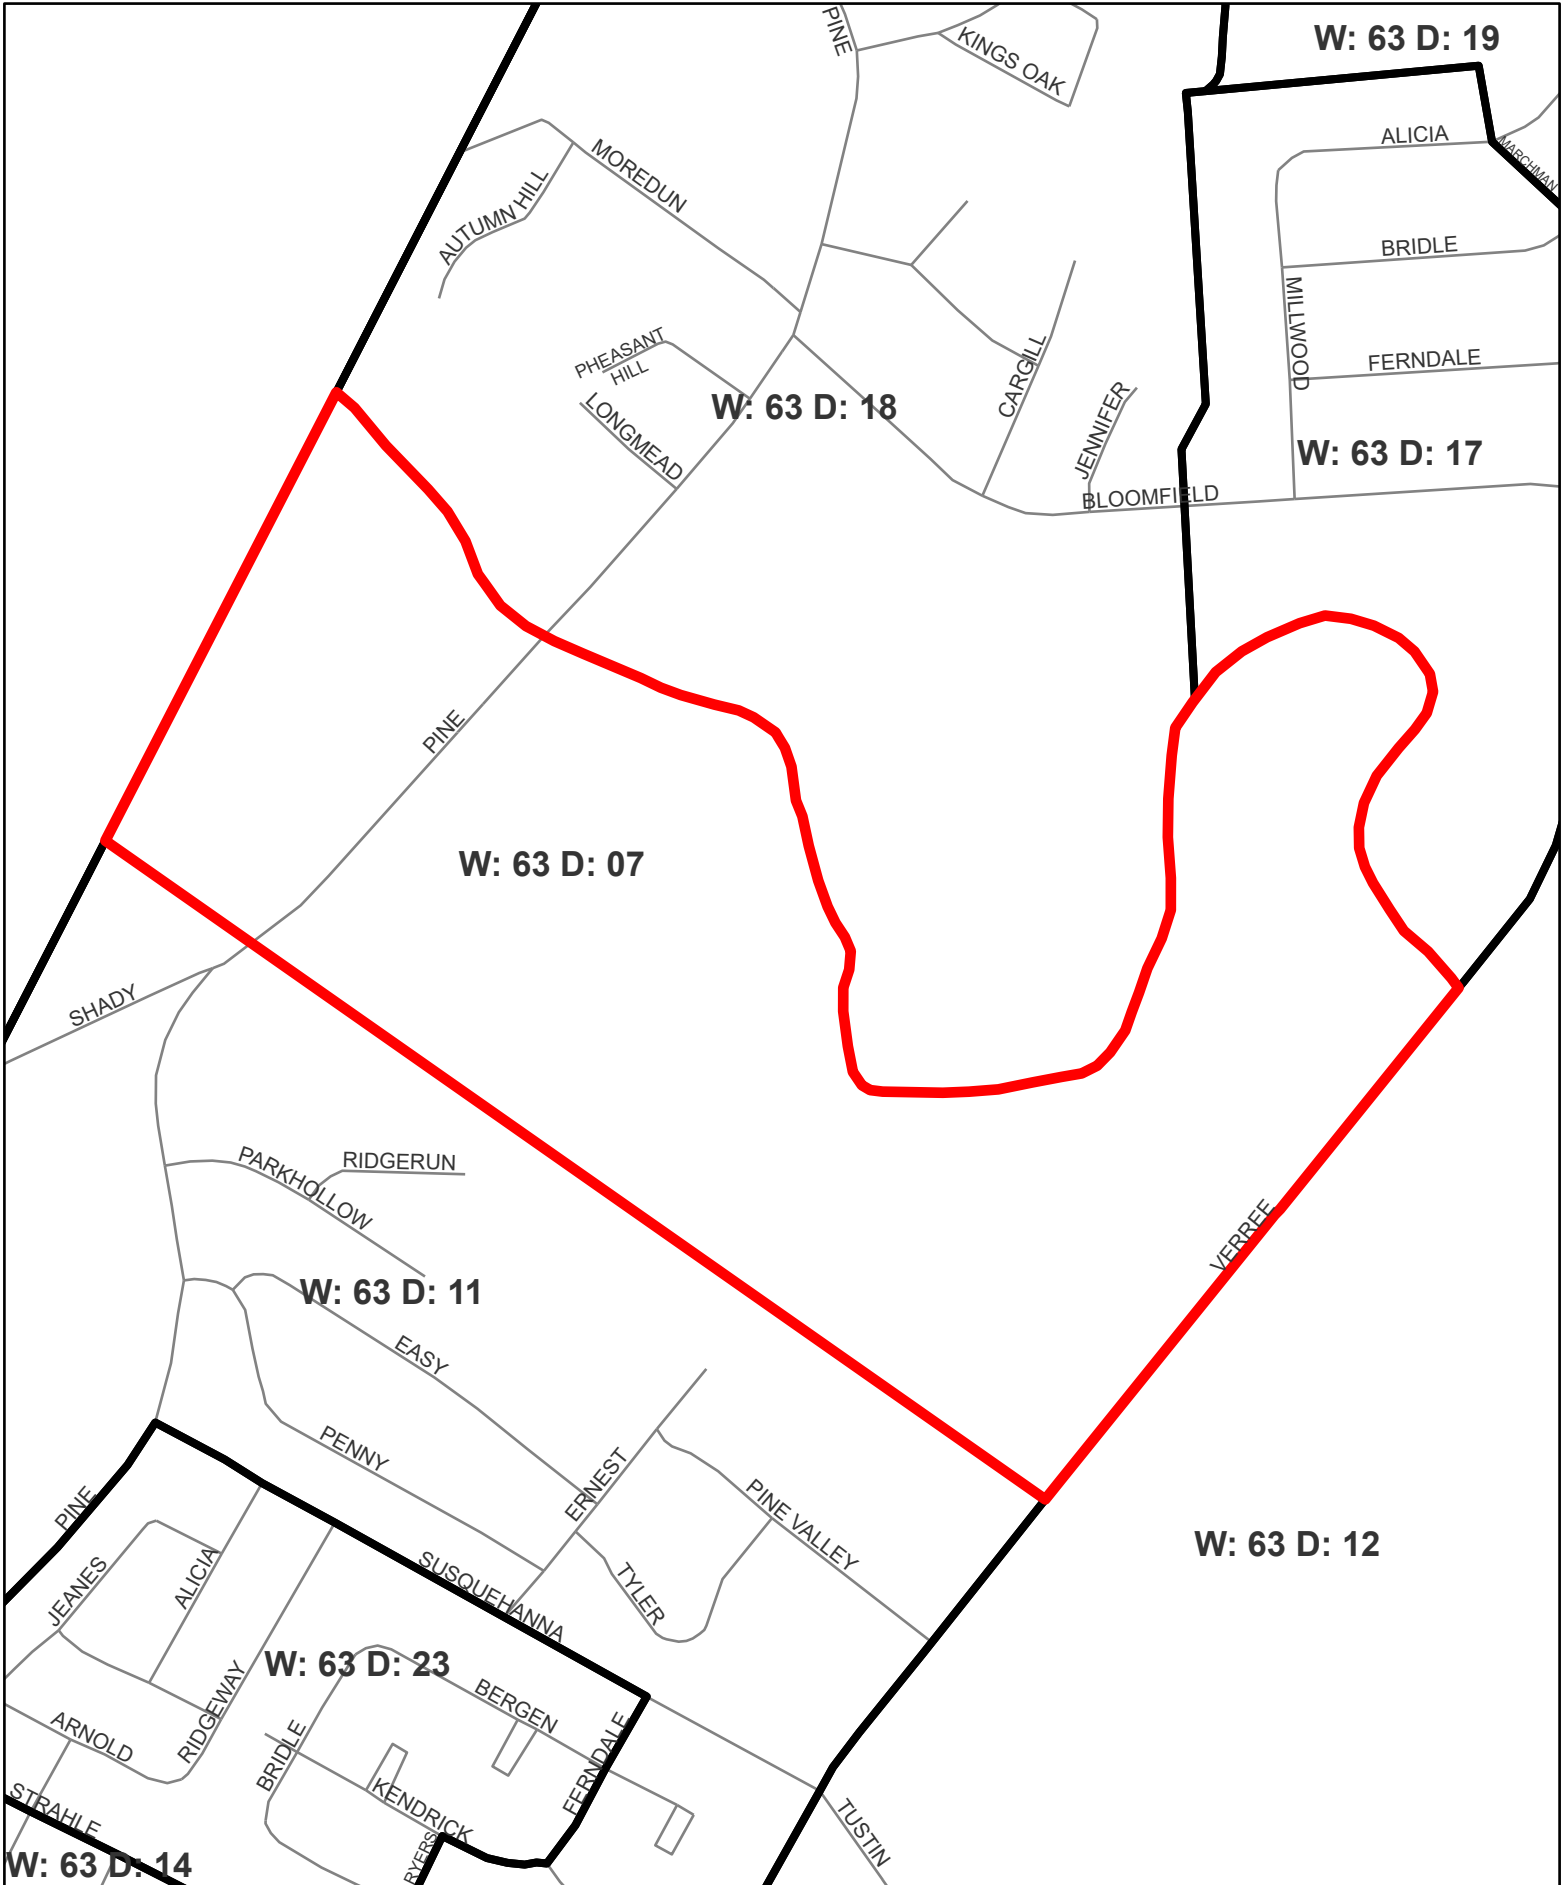 PINE
KINGS OAK
W: 63 D: 19
ALICIA
MARCHMAN
MOREDUN
AUTUMN HILL
BRIDLE
MILLWOOD
PHEASANT
HILL
CARGILL
FERNDALE
LONGMEAD
W: 63 D: 18
JENNIFER
W: 63 D: 17
BLOOMFIELD
PINE
W: 63 D: 07
SHADY
PARKHOLLOW
RIDGERUN
VERREE
W: 63 D: 11
EASY
PENNY
ERNEST
PINE VALLEY
PINE
W: 63 D: 12
JEANES
ALICIA
SUSQUEHANNA
TYLER
W: 63 D: 23
RIDGEWAY
BERGEN
ARNOLD
BRIDLE
FERNDALE
KENDRICK
STRAHLE
TUSTIN
RYERS
W: 63 D: 14